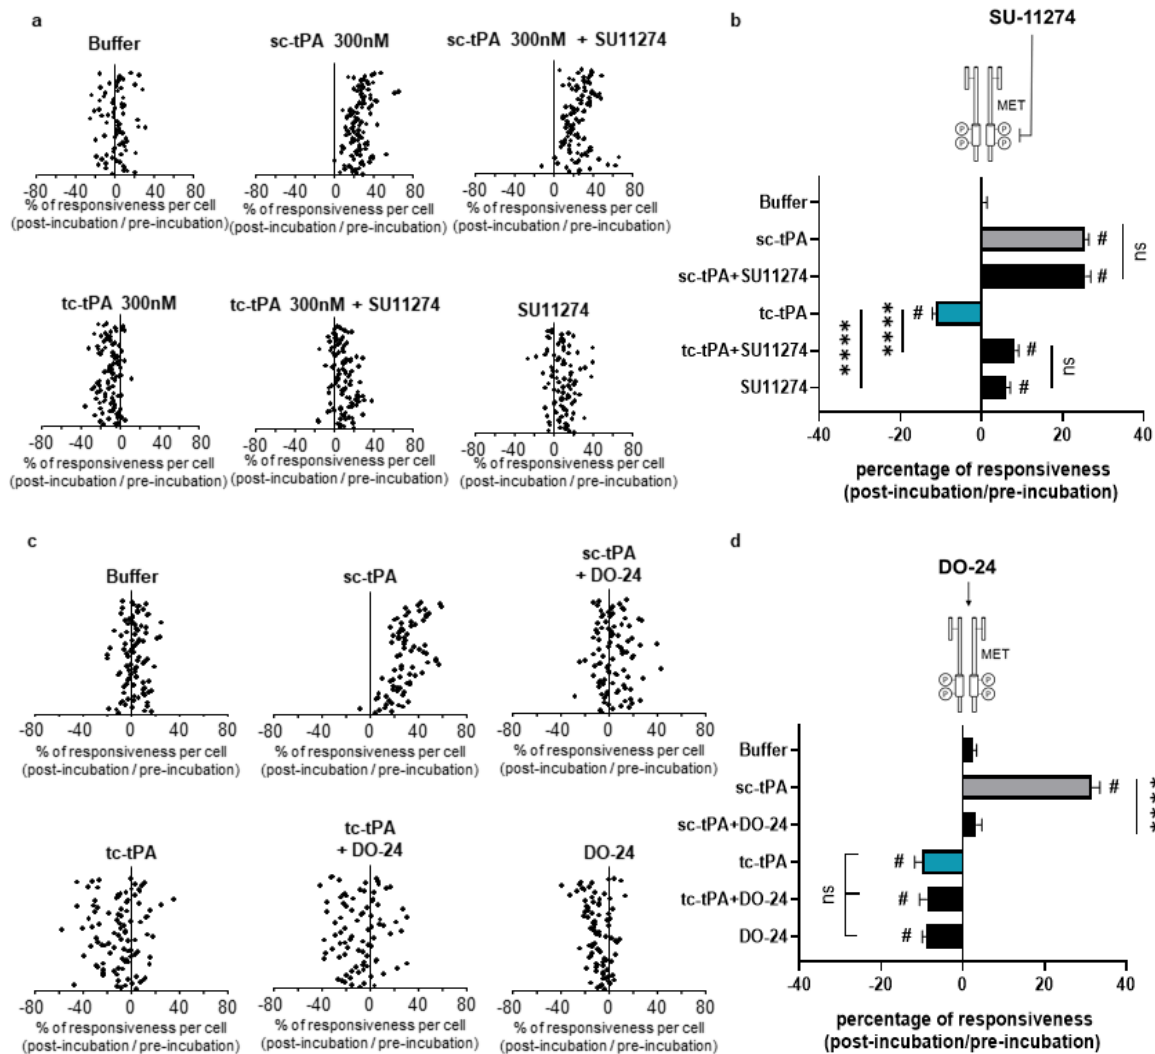 a
Buffer
sc-tPA 300nM
sc-tPA 300nM + SU11274
-80 -40 0 40 80
-80 -40 0 40 80
-80 -40 0 40 80
% of responsiveness per cell
(post-incubation / pre-incubation)
% of responsiveness per cell
(post-incubation / pre-incubation)
% of responsiveness per cell
(post-incubation / pre-incubation)
tc-tPA 300nM
tc-tPA 300nM + SU11274
SU11274
-80 -40 0 40 80
-80 -40 0 40 80
-80 -40 0 40 80
% of responsiveness per cell
(post-incubation / pre-incubation)
% of responsiveness per cell
(post-incubation / pre-incubation)
% of responsiveness per cell
(post-incubation / pre-incubation)
b
SU-11274
MET
P P
P P
Buffer
sc-tPA # ns
sc-tPA+SU11274 #
tc-tPA # **** ****
tc-tPA+SU11274 # ns
SU11274 #
-40 -20 0 20 40
percentage of responsiveness
(post-incubation/pre-incubation)
c
Buffer
sc-tPA
sc-tPA
+ DO-24
-80 -40 0 40 80
-80 -40 0 40 80
-80 -40 0 40 80
% of responsiveness per cell
(post-incubation / pre-incubation)
% of responsiveness per cell
(post-incubation / pre-incubation)
% of responsiveness per cell
(post-incubation / pre-incubation)
tc-tPA
tc-tPA
+ DO-24
DO-24
-80 -40 0 40 80
-80 -40 0 40 80
-80 -40 0 40 80
% of responsiveness per cell
(post-incubation / pre-incubation)
% of responsiveness per cell
(post-incubation / pre-incubation)
% of responsiveness per cell
(post-incubation / pre-incubation)
d
DO-24
MET
P P
P P
Buffer
sc-tPA # ****
sc-tPA+DO-24
tc-tPA #
tc-tPA+DO-24 ns #
DO-24 #
-40 -20 0 20 40
percentage of responsiveness
(post-incubation/pre-incubation)